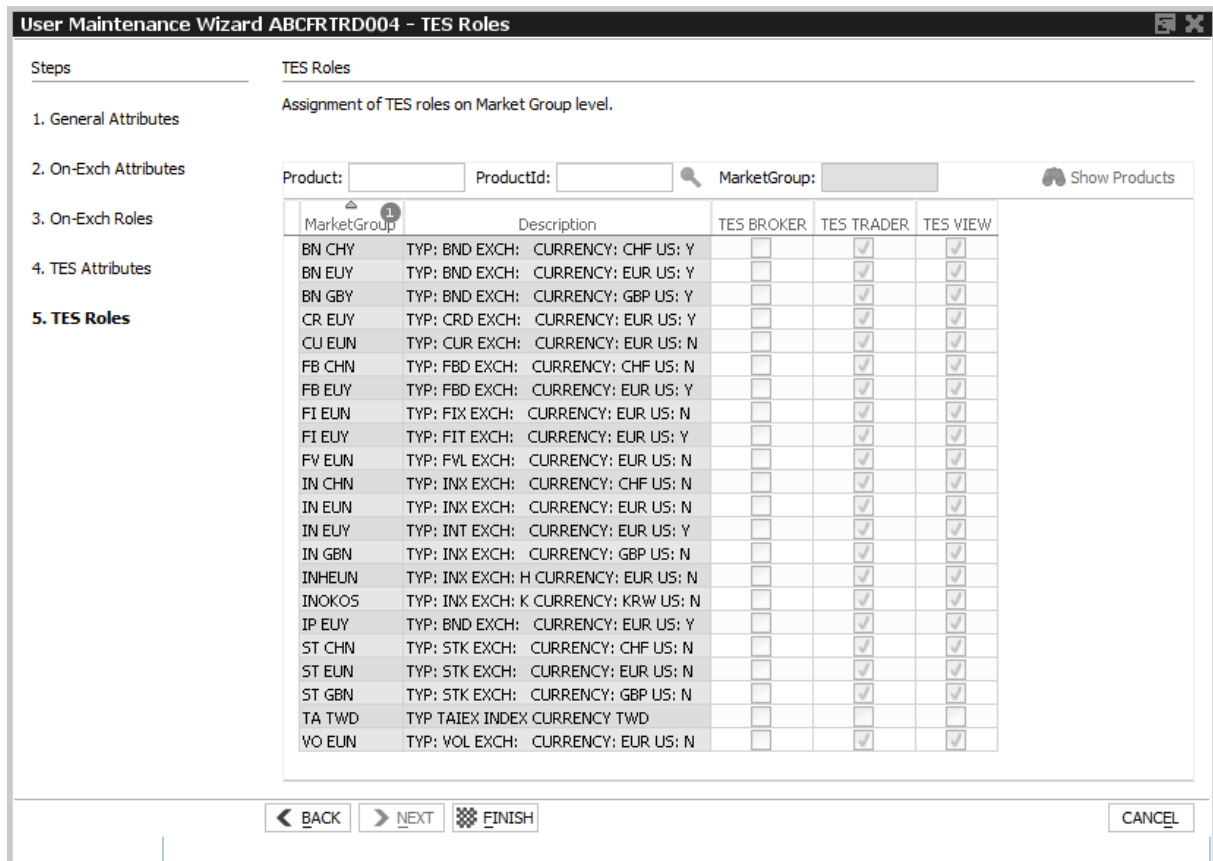 User Maintenance Wizard ABCFRTRD004 - TES Roles
Steps
1. General Attributes
2. On-Exch Attributes
3. On-Exch Roles
4. TES Attributes
5. TES Roles
TES Roles
Assignment of TES roles on Market Group level.
Product: ProductId: MarketGroup: Show Products
MarketGroup 1 Description TES BROKER TES TRADER TES VIEW
BN CHY TYP: BND EXCH: CURRENCY: CHF US: Y
BN EUY TYP: BND EXCH: CURRENCY: EUR US: Y
BN GBY TYP: BND EXCH: CURRENCY: GBP US: Y
CR EUY TYP: CRD EXCH: CURRENCY: EUR US: Y
CU EUN TYP: CUR EXCH: CURRENCY: EUR US: N
FB CHN TYP: FBD EXCH: CURRENCY: CHF US: N
FB EUY TYP: FBD EXCH: CURRENCY: EUR US: Y
FI EUN TYP: FIX EXCH: CURRENCY: EUR US: N
FI EUY TYP: FIT EXCH: CURRENCY: EUR US: Y
FV EUN TYP: FVL EXCH: CURRENCY: EUR US: N
IN CHN TYP: INX EXCH: CURRENCY: CHF US: N
IN EUN TYP: INX EXCH: CURRENCY: EUR US: N
IN EUY TYP: INT EXCH: CURRENCY: EUR US: Y
IN GBN TYP: INX EXCH: CURRENCY: GBP US: N
INHEUN TYP: INX EXCH: H CURRENCY: EUR US: N
INOKOS TYP: INX EXCH: K CURRENCY: KRW US: N
IP EUY TYP: BND EXCH: CURRENCY: EUR US: Y
ST CHN TYP: STK EXCH: CURRENCY: CHF US: N
ST EUN TYP: STK EXCH: CURRENCY: EUR US: N
ST GBN TYP: STK EXCH: CURRENCY: GBP US: N
TA TWD TYP TAIEX INDEX CURRENCY TWD
VO EUN TYP: VOL EXCH: CURRENCY: EUR US: N
BACK NEXT FINISH CANCEL